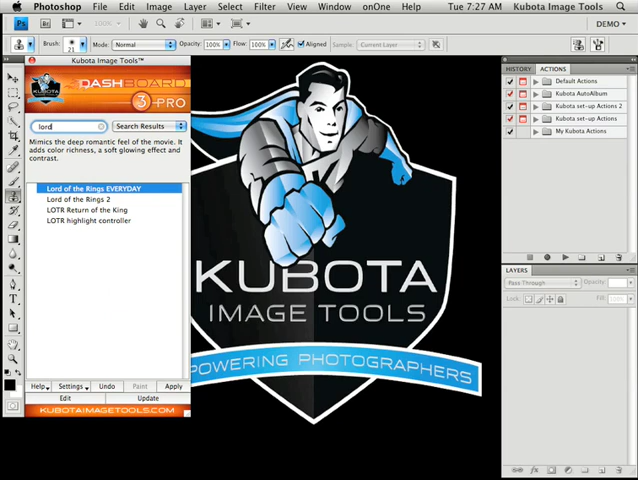 Photoshop File Edit Image Layer Select Filter View Window onOne Help Tue 7:27 AM Kubota Image Tools
Ps Br 100% DEMO
Brush: 21 Mode: Normal Opacity: 100% Flow: 100% Aligned Sample: Current Layer
Kubota Image Tools™
DASHBOARD
3-PRO
KUBOTA
lord Search Results
Mimics the deep romantic feel of the movie. It
adds color richness, a soft glowing effect and
contrast.
Lord of the Rings EVERYDAY
Lord of the Rings 2
LOTR Return of the King
LOTR highlight controller
Help Settings Undo Paint Apply
Edit Update
KUBOTAIMAGETOOLS.COM
KUBOTA
IMAGE TOOLS
POWERING PHOTOGRAPHERS
HISTORY ACTIONS
Default Actions
Kubota AutoAlbum
Kubota set-up Actions 2
Kubota set-up Actions
My Kubota Actions
LAYERS
Pass Through Opacity:
Lock: Fill: